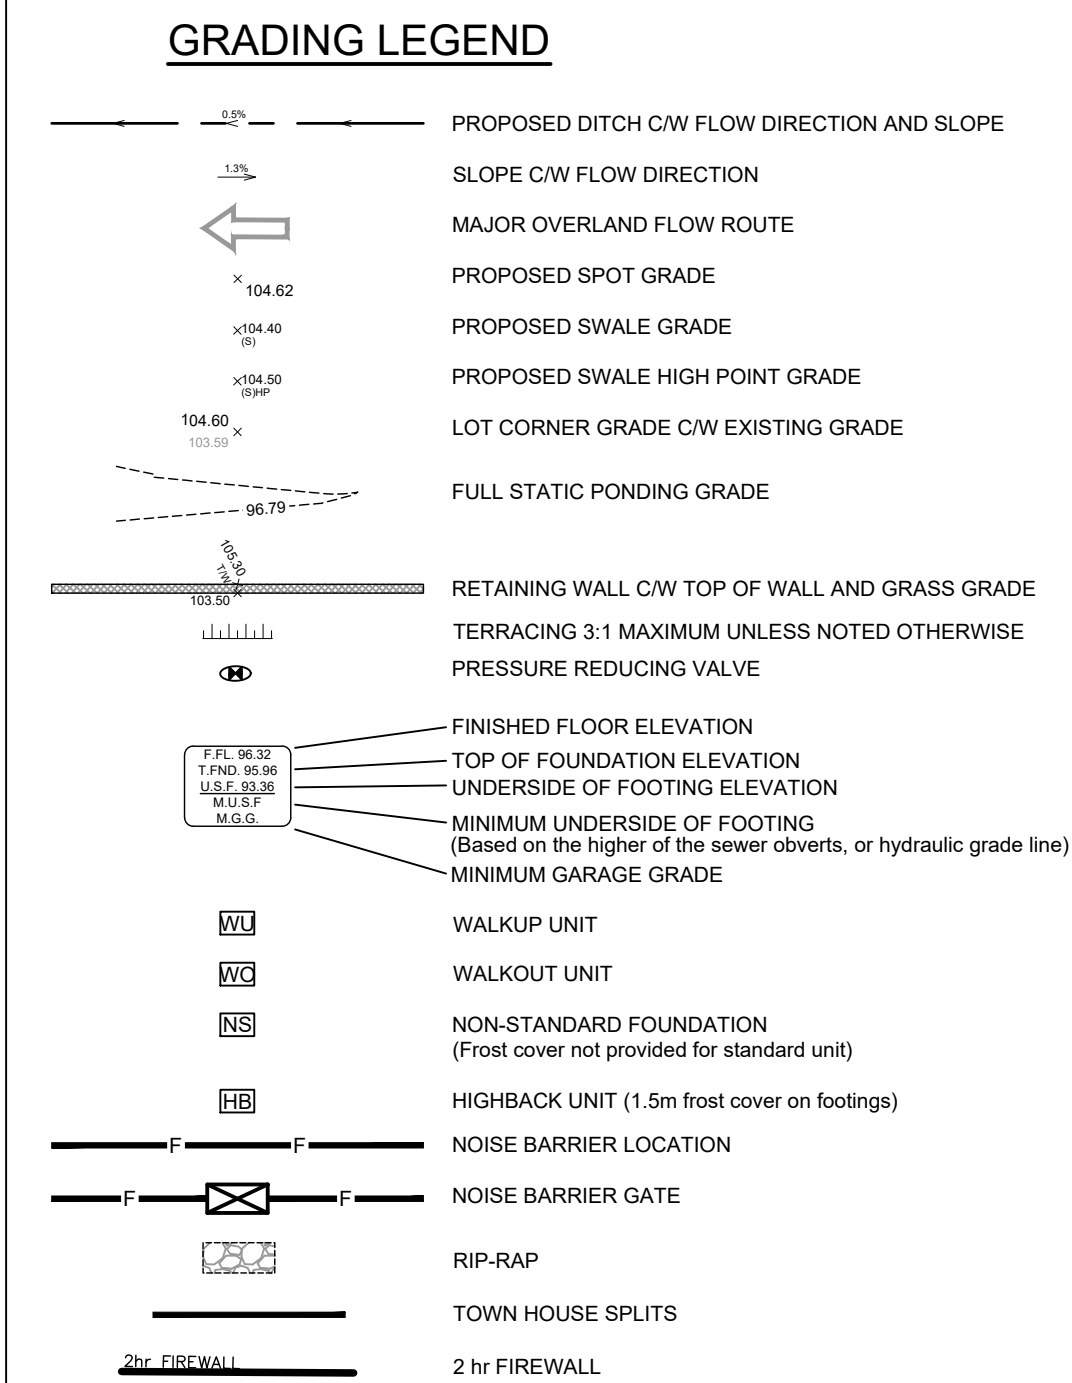 GRADING LEGEND
0.5%
PROPOSED DITCH C/W FLOW DIRECTION AND SLOPE
1.3%
SLOPE C/W FLOW DIRECTION
MAJOR OVERLAND FLOW ROUTE
PROPOSED SPOT GRADE
104.62
104.40
(S)
PROPOSED SWALE GRADE
104.50
(S)HP
PROPOSED SWALE HIGH POINT GRADE
104.60
103.59
LOT CORNER GRADE C/W EXISTING GRADE
FULL STATIC PONDING GRADE
96.79
105.30
T/W
103.50
RETAINING WALL C/W TOP OF WALL AND GRASS GRADE
TERRACING 3:1 MAXIMUM UNLESS NOTED OTHERWISE
PRESSURE REDUCING VALVE
F.FL. 96.32
T.FND. 95.96
U.S.F. 93.36
M.U.S.F
M.G.G.
FINISHED FLOOR ELEVATION
TOP OF FOUNDATION ELEVATION
UNDERSIDE OF FOOTING ELEVATION
MINIMUM UNDERSIDE OF FOOTING
(Based on the higher of the sewer obverts, or hydraulic grade line)
MINIMUM GARAGE GRADE
WU WALKUP UNIT
WO WALKOUT UNIT
NS NON-STANDARD FOUNDATION
(Frost cover not provided for standard unit)
HB HIGHBACK UNIT (1.5m frost cover on footings)
F F NOISE BARRIER LOCATION
F F NOISE BARRIER GATE
RIP-RAP
TOWN HOUSE SPLITS
2hr FIREWALL 2 hr FIREWALL